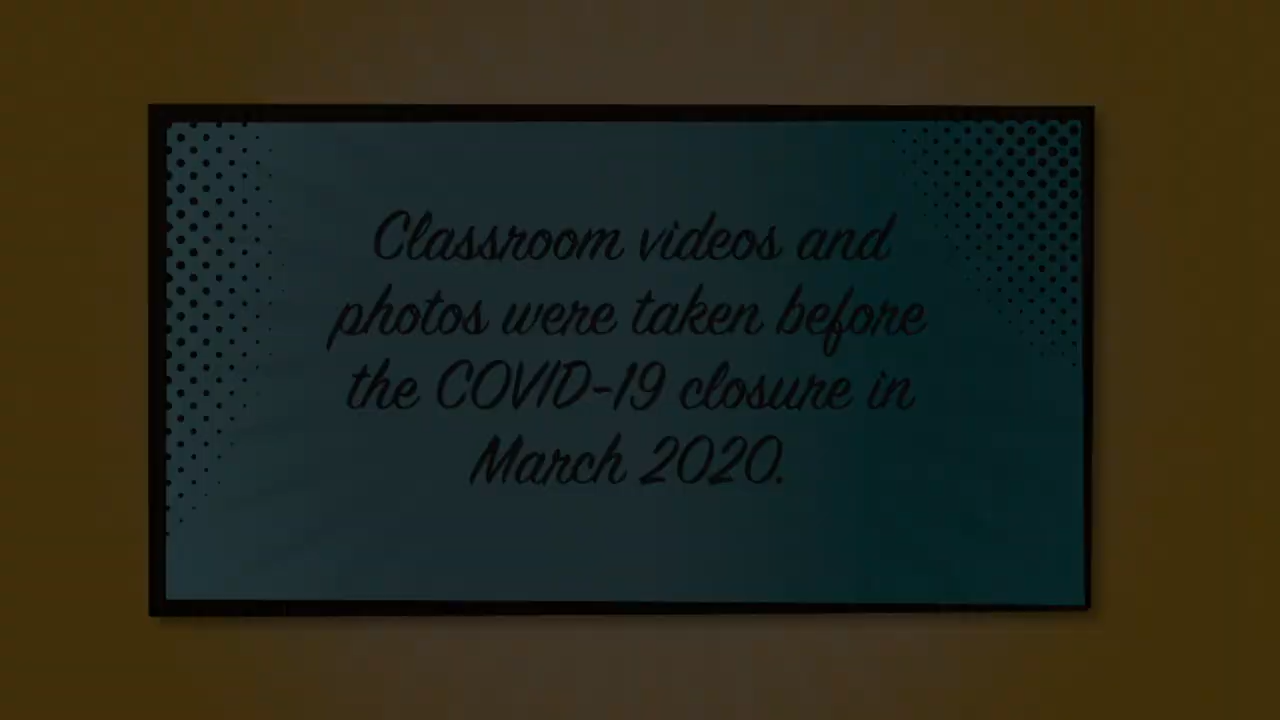 Classroom videos and
photos were taken before
the COVID-19 closure in
March 2020.